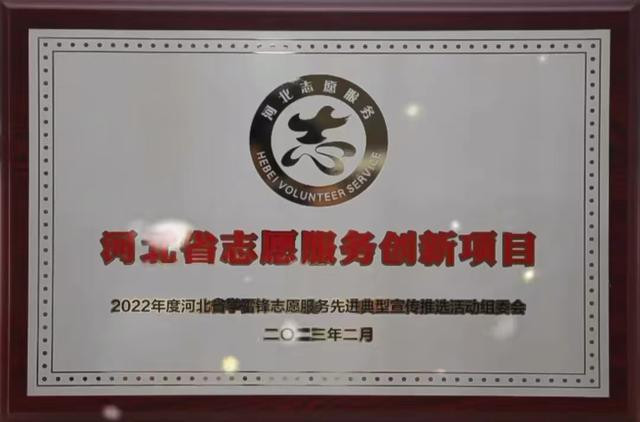 河北志愿服务
志
HEBEI VOLUNTEER SERVICE
河北省志愿服务创新项目
2022年度河北省学雷锋志愿服务先进典型宣传推选活动组委会
二〇二三年二月